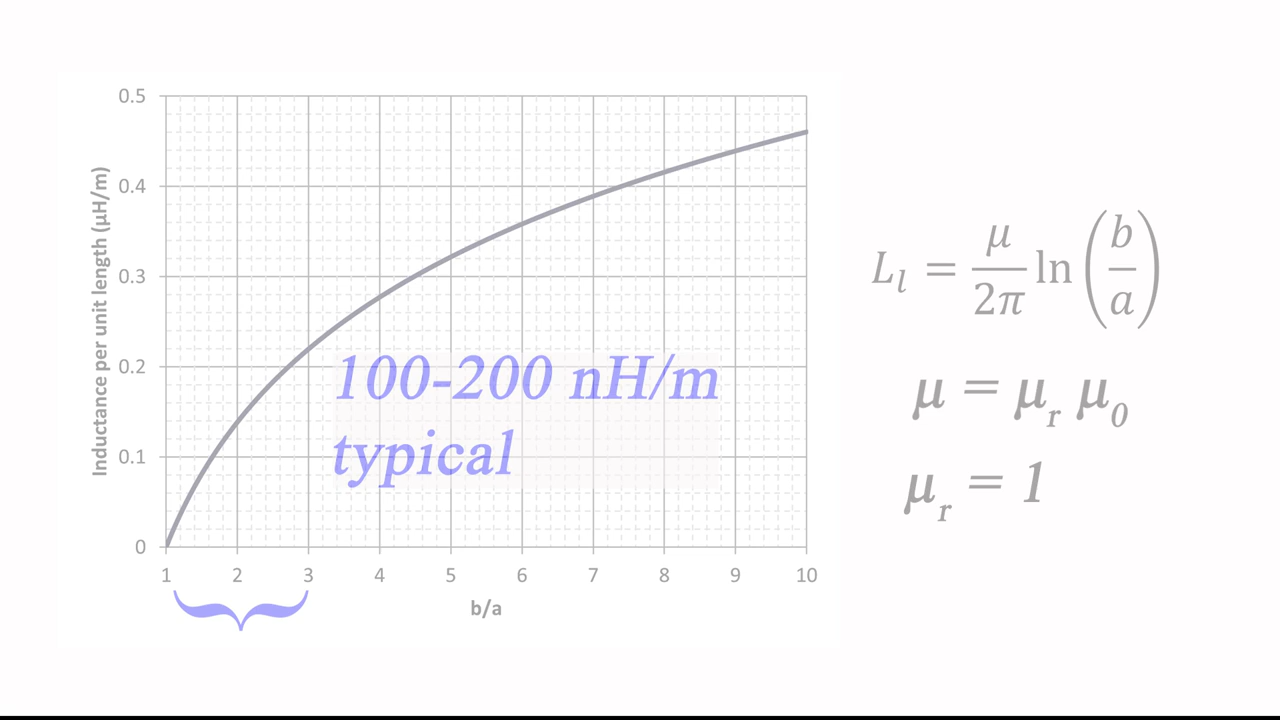 0.5
0.4
0.3
0.2
0.1
0
Inductance per unit length (µH/m)
1 2 3 4 5 6 7 8 9 10
b/a
100-200 nH/m
typical
L_l = μ/2π ln(b/a)
μ = μ_r μ_0
μ_r = 1